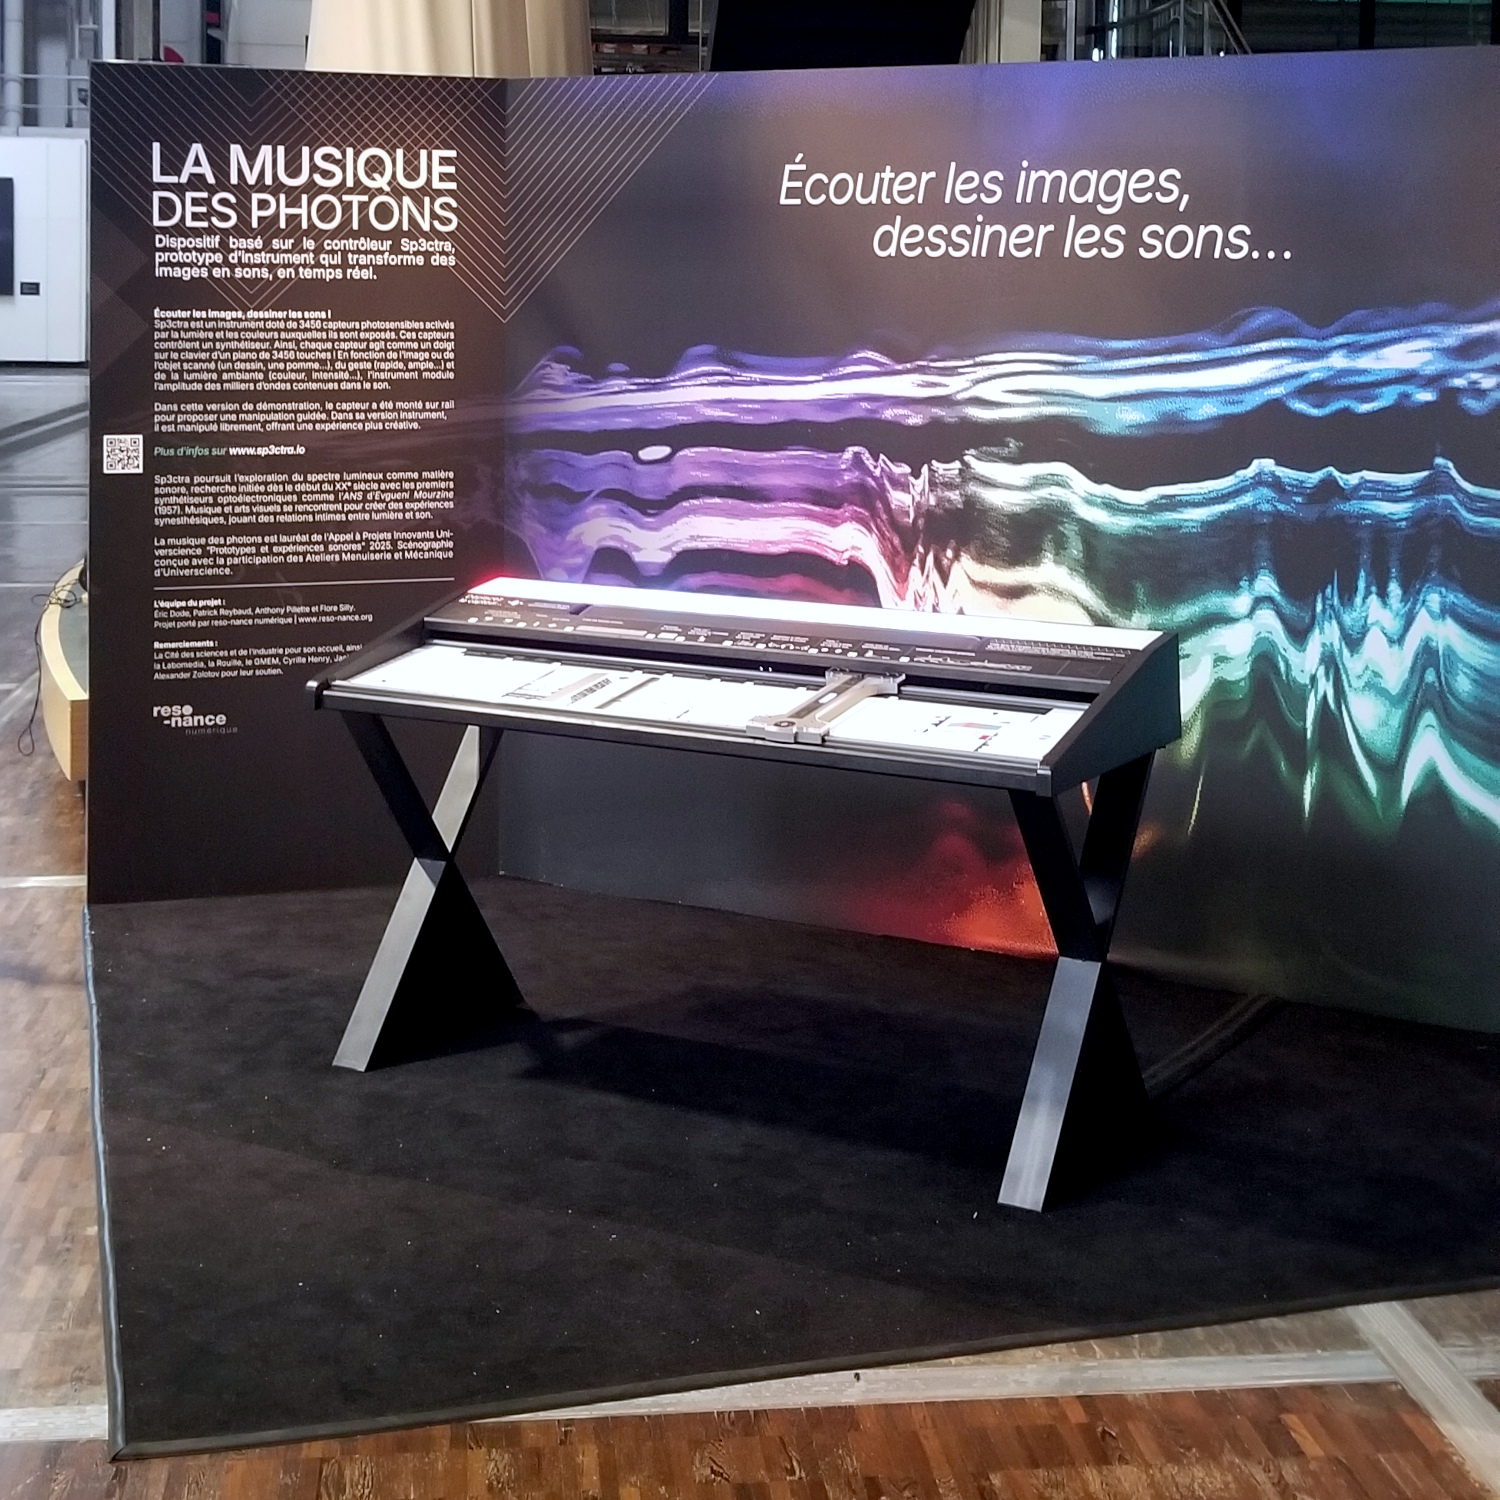 LA MUSIQUE
DES PHOTONS
Dispositif basé sur le contrôleur Sp3ctra,
prototype d'instrument qui transforme des
images en sons, en temps réel.
Écouter les images, dessiner les sons !
Sp3ctra est un instrument doté de 3456 capteurs photosensibles activés
par la lumière et les couleurs auxquelles ils sont exposés. Ces capteurs
contrôlent un synthétiseur. Ainsi, chaque capteur agit comme un doigt
sur le clavier d'un piano de 3456 touches ! En fonction de l'image ou de
l'objet scanné (un dessin, une pomme...), du geste (rapide, ample...) et
de la lumière ambiante (couleur, intensité...), l'instrument module
l'amplitude des milliers d'ondes contenues dans le son.
Dans cette version de démonstration, le capteur a été monté sur rail
pour proposer une manipulation guidée. Dans sa version instrument,
il est manipulé librement, offrant une expérience plus créative.
Plus d'infos sur www.sp3ctra.io
Sp3ctra poursuit l'exploration du spectre lumineux comme matière
sonore, recherche initiée dès le début du XXe siècle avec les premiers
synthétiseurs optoélectroniques comme l'ANS d'Evgueni Mourzine
(1957). Musique et arts visuels se rencontrent pour créer des expériences
synesthésiques, jouant des relations intimes entre lumière et son.
La musique des photons est lauréat de l'Appel à Projets Innovants Uni-
verscience "Prototypes et expériences sonores" 2025. Scénographie
conçue avec la participation des Ateliers Menuiserie et Mécanique
d'Universcience.
L'équipe du projet :
Eric Dode, Patrick Reybaud, Anthony Pillette et Flore Silly.
Projet porté par reso-nance numérique | www.reso-nance.org
Remerciements :
La Cité des sciences et de l'industrie pour son accueil, ainsi
la Labomedia, la Rouille, le GMEM, Cyrille Henry,
Alexander Zolotov pour leur soutien.
reso
-nance
numérique
Écouter les images,
dessiner les sons...